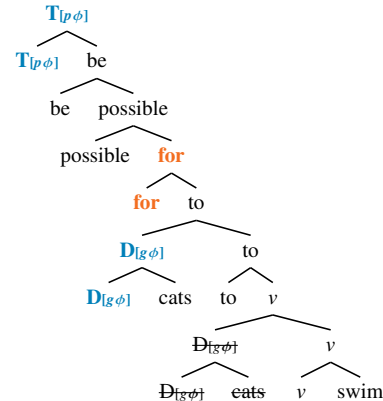 T[pϕ]
T[pϕ] be
be possible
possible for
for to
D[gϕ] to
D[gϕ] cats to v
D[gϕ] v
D[gϕ] cats v swim